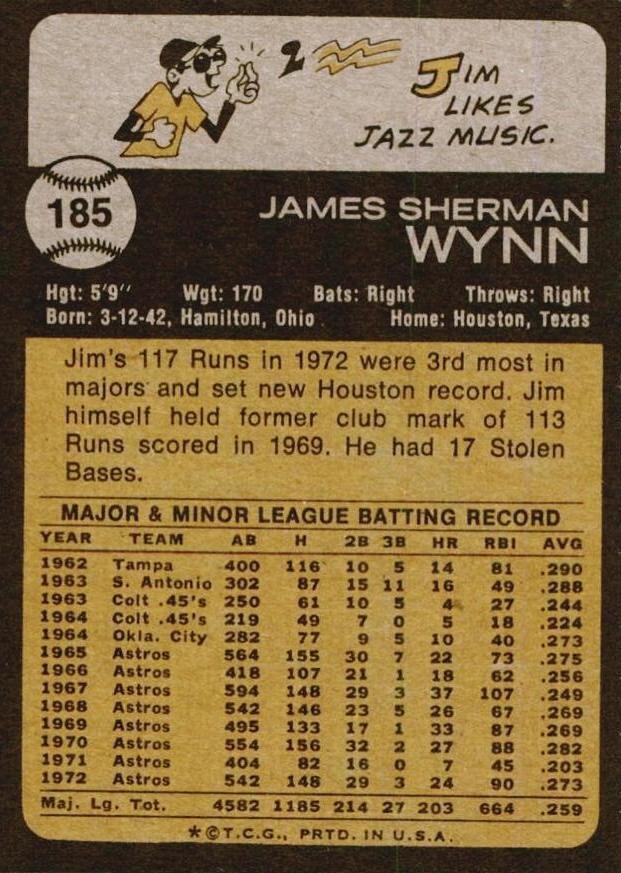 2
JIM
LIKES
JAZZ MUSIC.
185
JAMES SHERMAN
WYNN
Hgt: 5'9" Wgt: 170 Bats: Right Throws: Right
Born: 3-12-42, Hamilton, Ohio Home: Houston, Texas
Jim's 117 Runs in 1972 were 3rd most in
majors and set new Houston record. Jim
himself held former club mark of 113
Runs scored in 1969. He had 17 Stolen
Bases.
MAJOR & MINOR LEAGUE BATTING RECORD
YEAR TEAM AB H 2B 3B HR RBI AVG
1962 Tampa 400 116 10 5 14 81 .290
1963 S. Antonio 302 87 15 11 16 49 .288
1963 Colt .45's 250 61 10 5 4 27 .244
1964 Colt .45's 219 49 7 0 5 18 .224
1964 Okla. City 282 77 9 5 10 40 .273
1965 Astros 564 155 30 7 22 73 .275
1966 Astros 418 107 21 1 18 62 .256
1967 Astros 594 148 29 3 37 107 .249
1968 Astros 542 146 23 5 26 67 .269
1969 Astros 495 133 17 1 33 87 .269
1970 Astros 554 156 32 2 27 88 .282
1971 Astros 404 82 16 0 7 45 .203
1972 Astros 542 148 29 3 24 90 .273
Maj. Lg. Tot. 4582 1185 214 27 203 664 .259
*©T.C.G., PRTD. IN U.S.A.